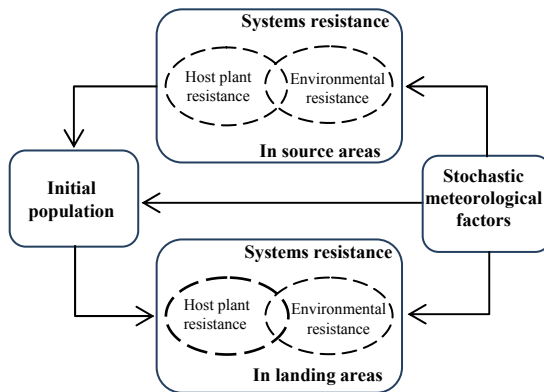 Systems resistance
Host plant
resistance
Environmental
resistance
In source areas
Initial
population
Stochastic
meteorological
factors
Systems resistance
Host plant
resistance
Environmental
resistance
In landing areas